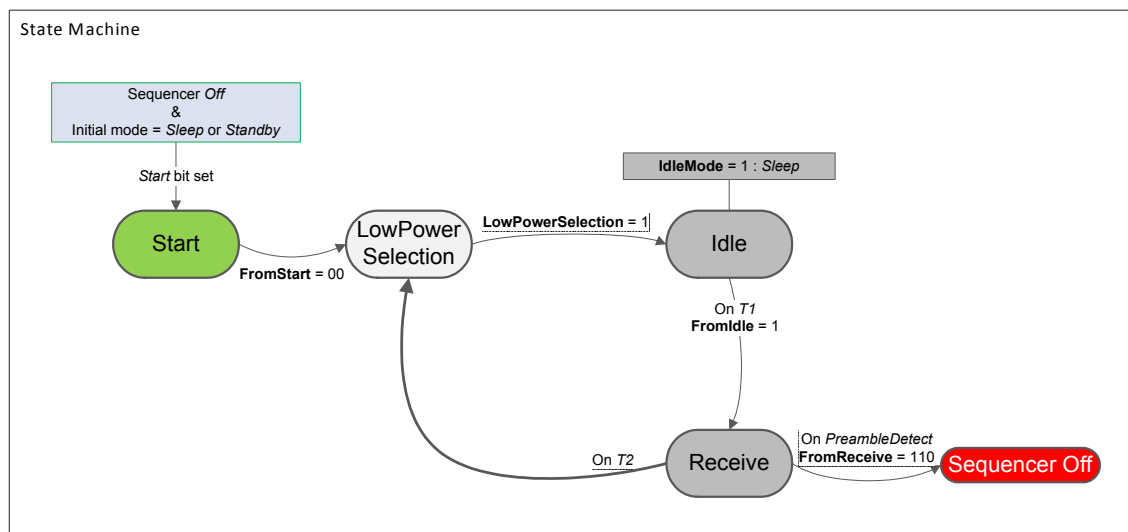 State Machine
Sequencer Off
&
Initial mode = Sleep or Standby
Start bit set
IdleMode = 1 : Sleep
Start
FromStart = 00
LowPower
Selection
LowPowerSelection = 1
Idle
On T1
FromIdle = 1
On T2
Receive
On PreambleDetect
FromReceive = 110
Sequencer Off